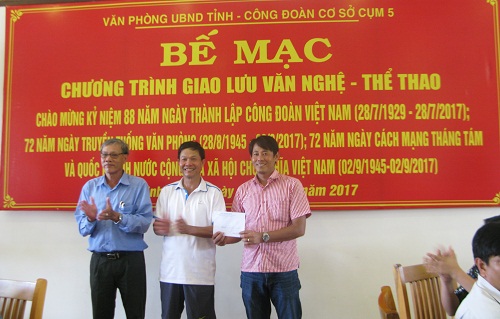 VĂN PHÒNG UBND TỈNH - CÔNG ĐOÀN CƠ SỞ CỤM 5
BẾ MẠC
CHƯƠNG TRÌNH GIAO LƯU VĂN NGHỆ - THỂ THAO
CHÀO MỪNG KỶ NIỆM 88 NĂM NGÀY THÀNH LẬP CÔNG ĐOÀN VIỆT NAM (28/7/1929 - 28/7/2017);
72 NĂM NGÀY TRUYỀN THỐNG VĂN PHÒNG (28/8/1945 - 2017); 72 NĂM NGÀY CÁCH MẠNG THÁNG TÁM
VÀ QUỐC NƯỚC CỘNG XÃ HỘI CHỦ NGHĨA VIỆT NAM (02/9/1945-02/9/2017)
ngày năm 2017